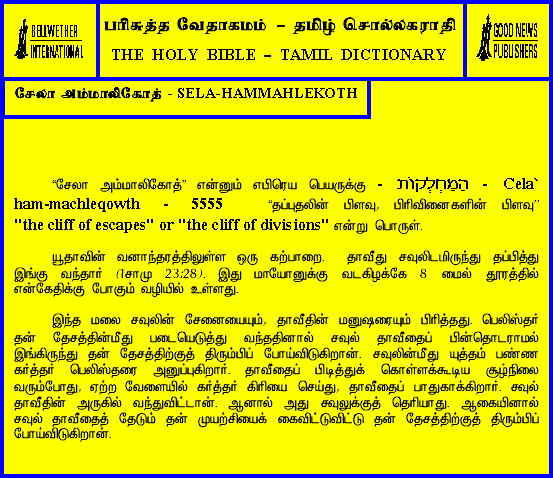 BELLWETHER
INTERNATIONAL
பரிசுத்த வேதாகமம் – தமிழ் சொல்லகராதி
THE HOLY BIBLE – TAMIL DICTIONARY
GOOD NEWS
PUBLISHERS
சேலா அம்மாலிகோத் - SELA-HAMMAHLEKOTH
“சேலா அம்மாலிகோத்” என்னும் எபிரெய பெயருக்கு - הַמַּחְלְקוֹת - Cela`
ham-machleqowth - 5555 “தப்புதலின் பிளவு, பிரிவினைகளின் பிளவு”
"the cliff of escapes" or "the cliff of divisions" என்று பொருள்.
யூதாவின் வனாந்தரத்திலுள்ள ஒரு கற்பாறை. தாவீது சவுலிடமிருந்து தப்பித்து
இங்கு வந்தார் (1சாமு 23:28). இது மாயோனுக்கு வடகிழக்கே 8 மைல் தூரத்தில்
என்கேதிக்கு போகும் வழியில் உள்ளது.
இந்த மலை சவுலின் சேனையையும், தாவீதின் மனுஷரையும் பிரித்தது. பெலிஸ்தர்
தன் தேசத்தின்மீது படையெடுத்து வந்ததினால் சவுல் தாவீதைப் பின்தொடராமல்
இங்கிருந்து தன் தேசத்திற்குத் திரும்பிப் போய்விடுகிறான். சவுலின்மீது யுத்தம் பண்ண
கர்த்தர் பெலிஸ்தரை அனுப்புகிறார். தாவீதைப் பிடித்துக் கொள்ளக்கூடிய சூழ்நிலை
வரும்போது, ஏற்ற வேளையில் கர்த்தர் கிரியை செய்து, தாவீதைப் பாதுகாக்கிறார். சவுல்
தாவீதின் அருகில் வந்துவிட்டான். ஆனால் அது சவுலுக்குத் தெரியாது. ஆகையினால்
சவுல் தாவீதைத் தேடும் தன் முயற்சியைக் கைவிட்டுவிட்டு தன் தேசத்திற்குத் திரும்பிப்
போய்விடுகிறான்.